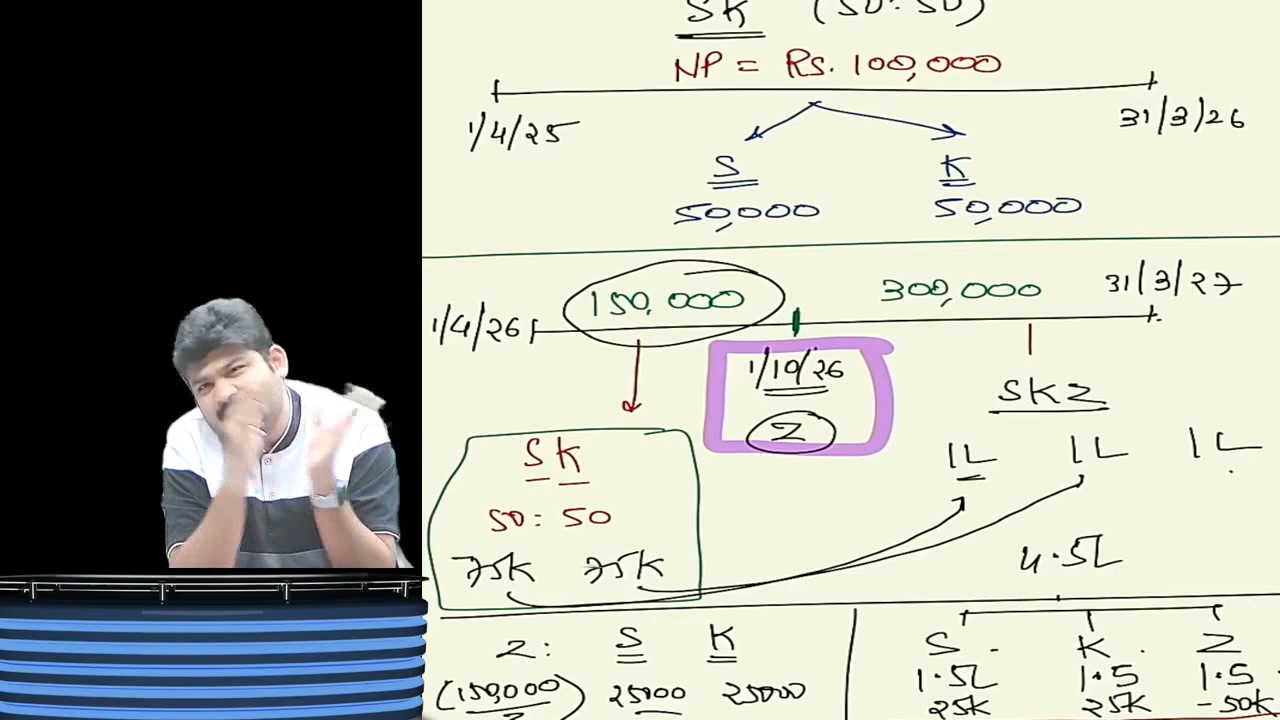 SK (50:50)
NP = Rs. 100,000
1/4/25 31/3/26
S K
50,000 50,000
150,000 300,000 31/3/27
1/4/26
1/10/26
SKZ
Z
SK
1L 1L 1L
50:50
75K 75K
4.5L
Z: S K
S. K. Z
1.5L 1.5 1.5
(150,000) 25000 25000
25K 25K -50K